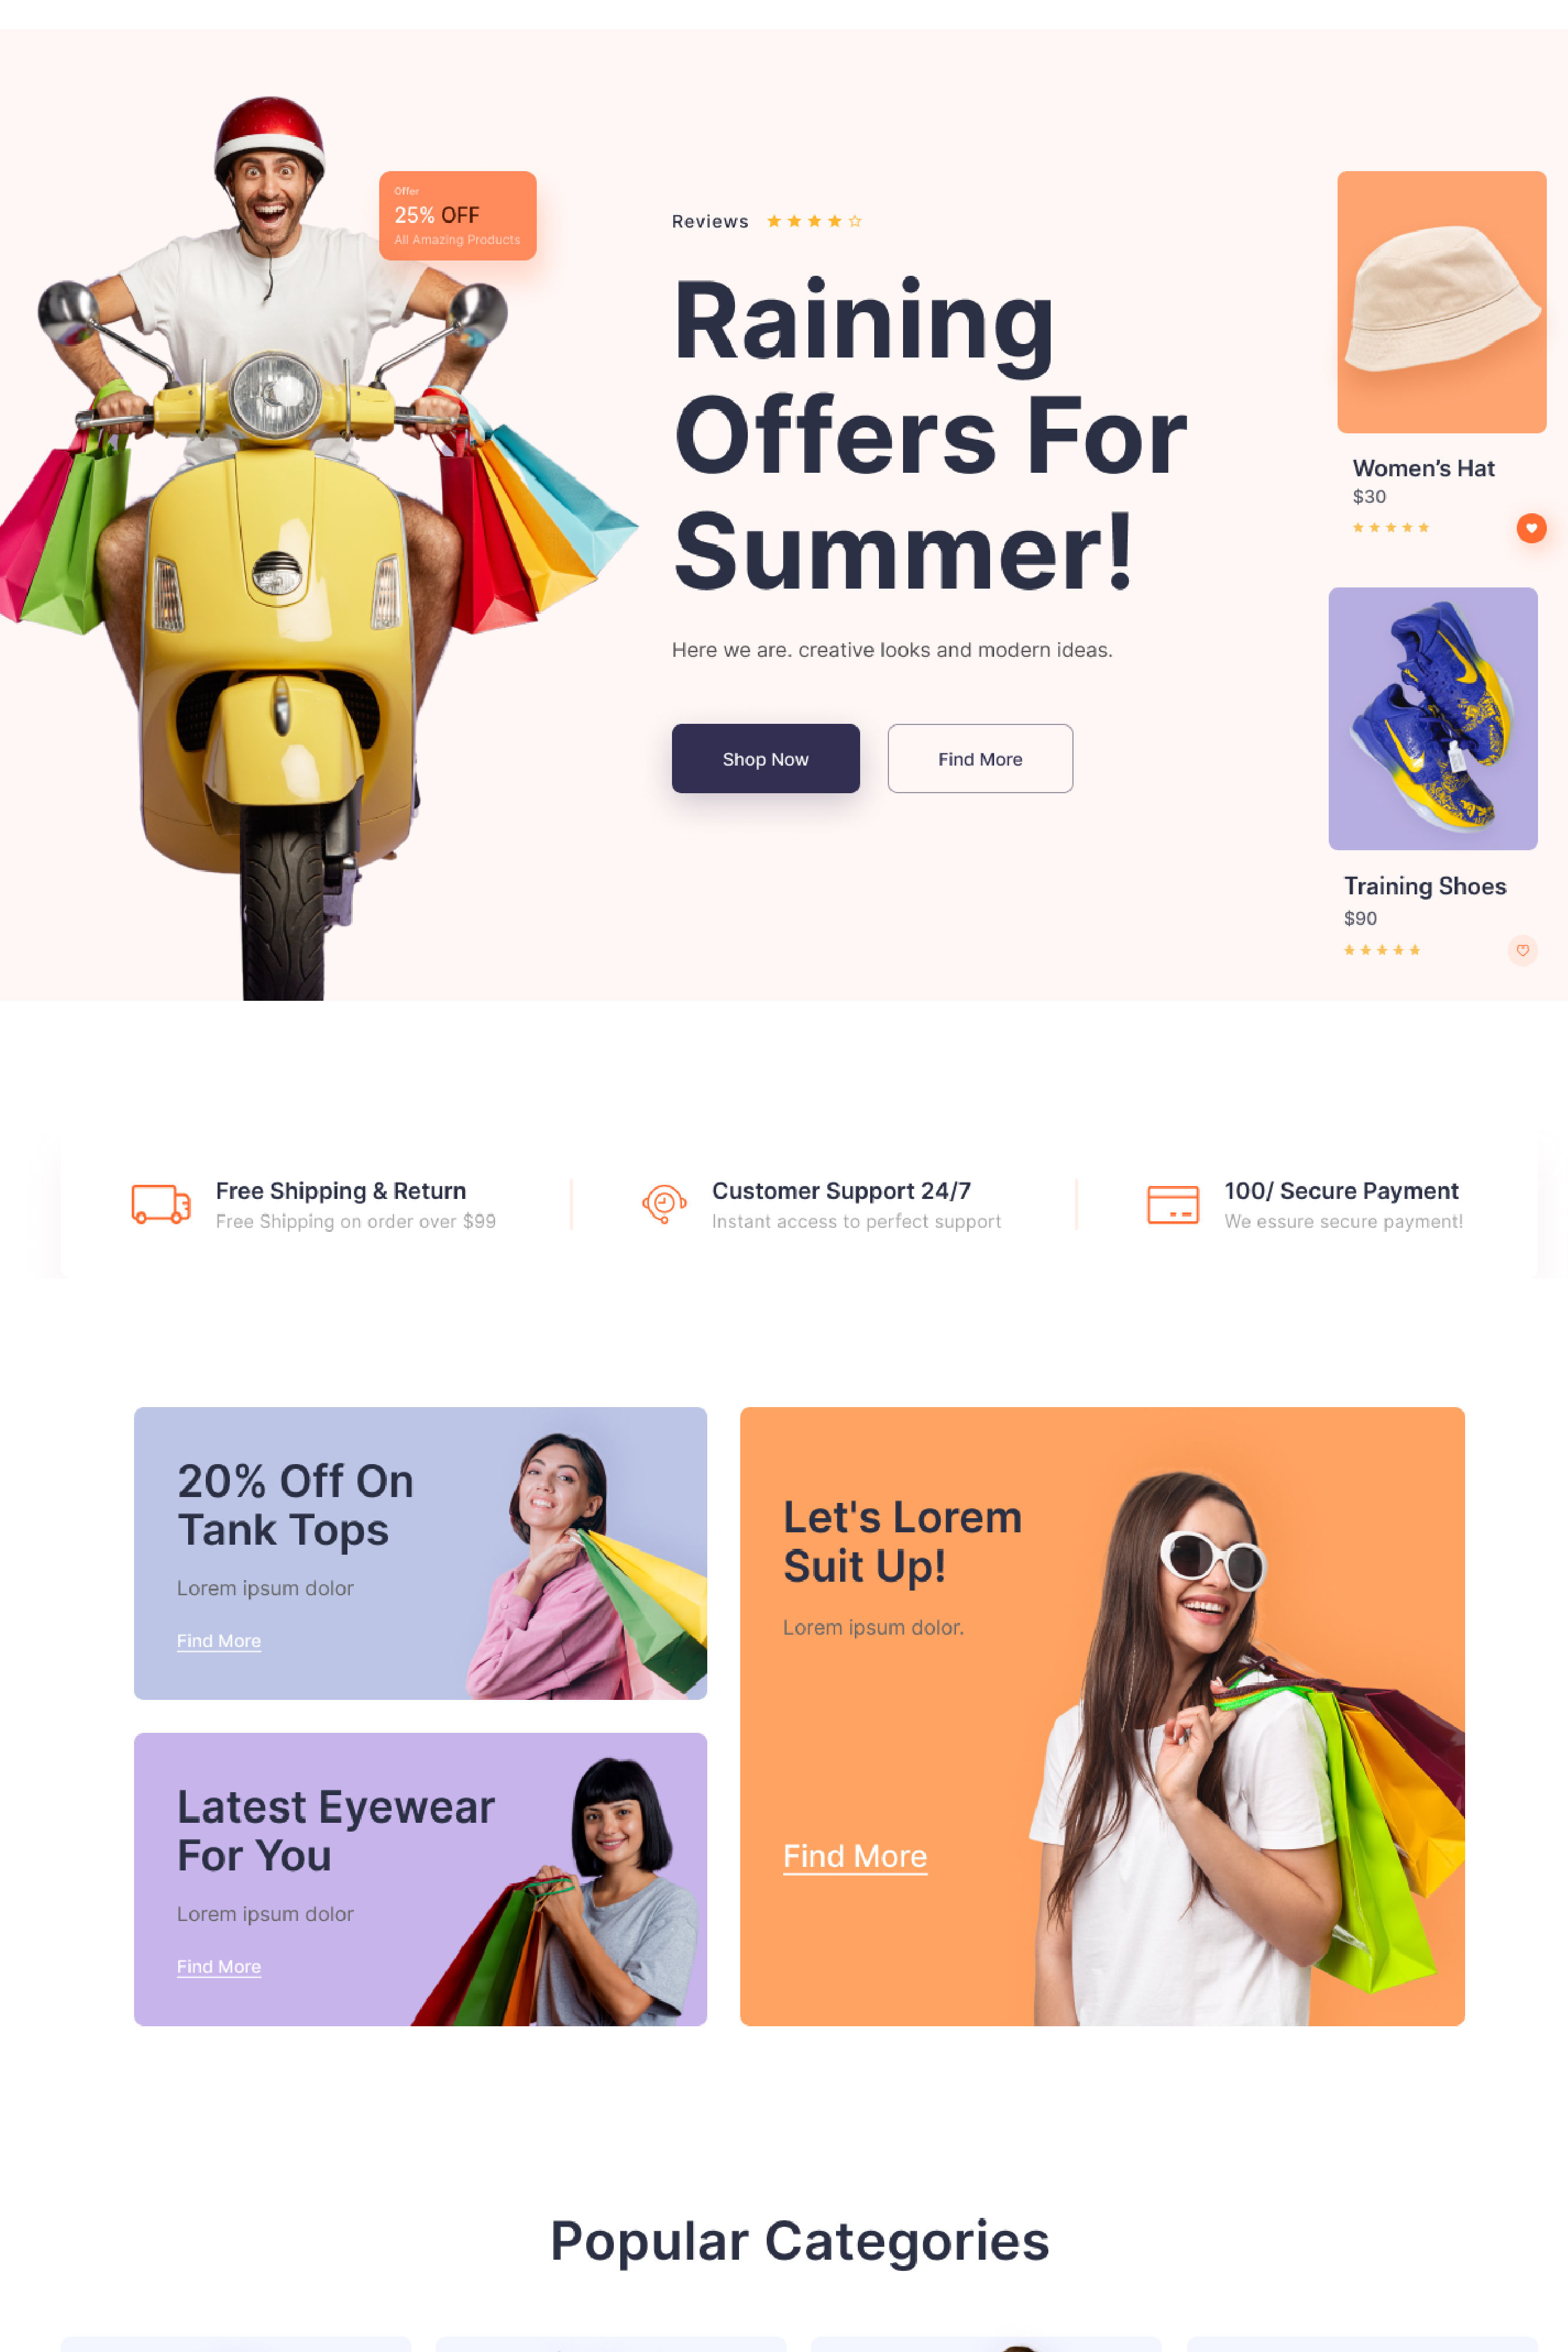 Offer
25% OFF
All Amazing Products
Reviews
Raining
Offers For
Summer!
Here we are. creative looks and modern ideas.
Shop Now
Find More
Women's Hat
$30
Training Shoes
$90
Free Shipping & Return
Free Shipping on order over $99
Customer Support 24/7
Instant access to perfect support
100/ Secure Payment
We essure secure payment!
20% Off On
Tank Tops
Lorem ipsum dolor
Find More
Latest Eyewear
For You
Lorem ipsum dolor
Find More
Let's Lorem
Suit Up!
Lorem ipsum dolor.
Find More
Popular Categories